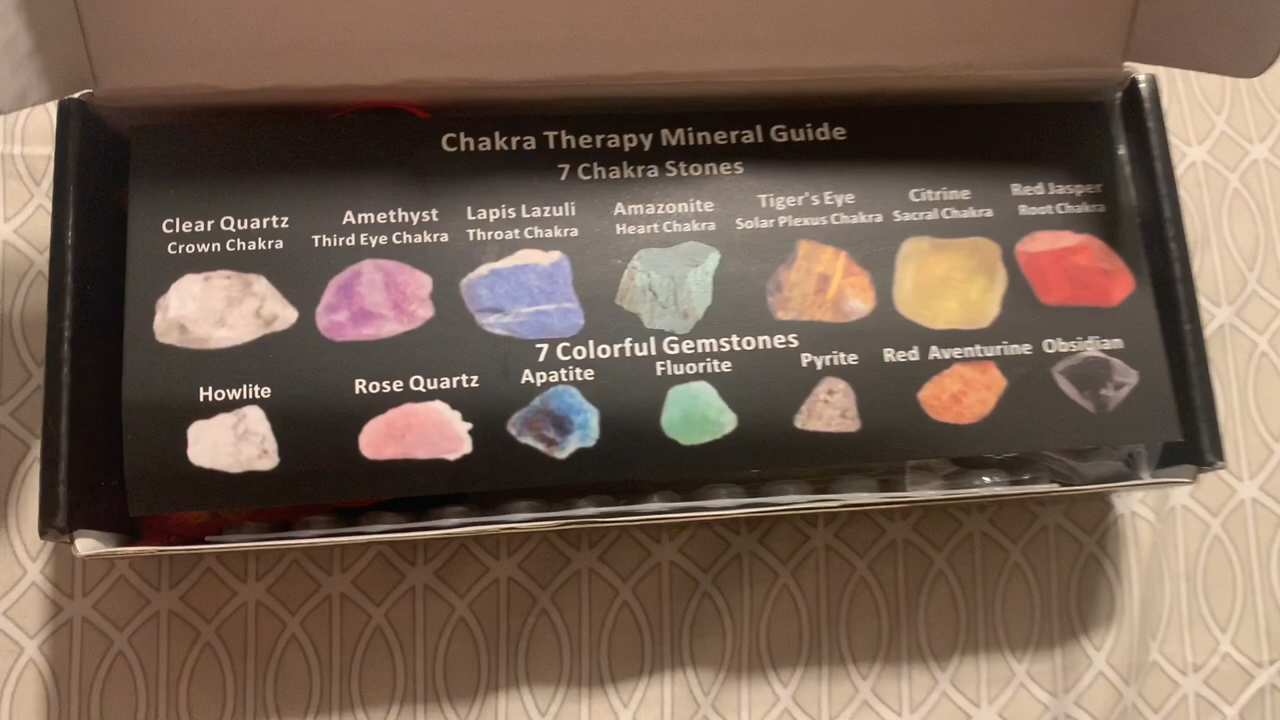 Chakra Therapy Mineral Guide
7 Chakra Stones
Clear Quartz
Crown Chakra
Amethyst
Third Eye Chakra
Lapis Lazuli
Throat Chakra
Amazonite
Heart Chakra
Tiger's Eye
Solar Plexus Chakra
Citrine
Sacral Chakra
Red Jasper
Root Chakra
7 Colorful Gemstones
Howlite
Rose Quartz
Apatite
Fluorite
Pyrite
Red Aventurine
Obsidian